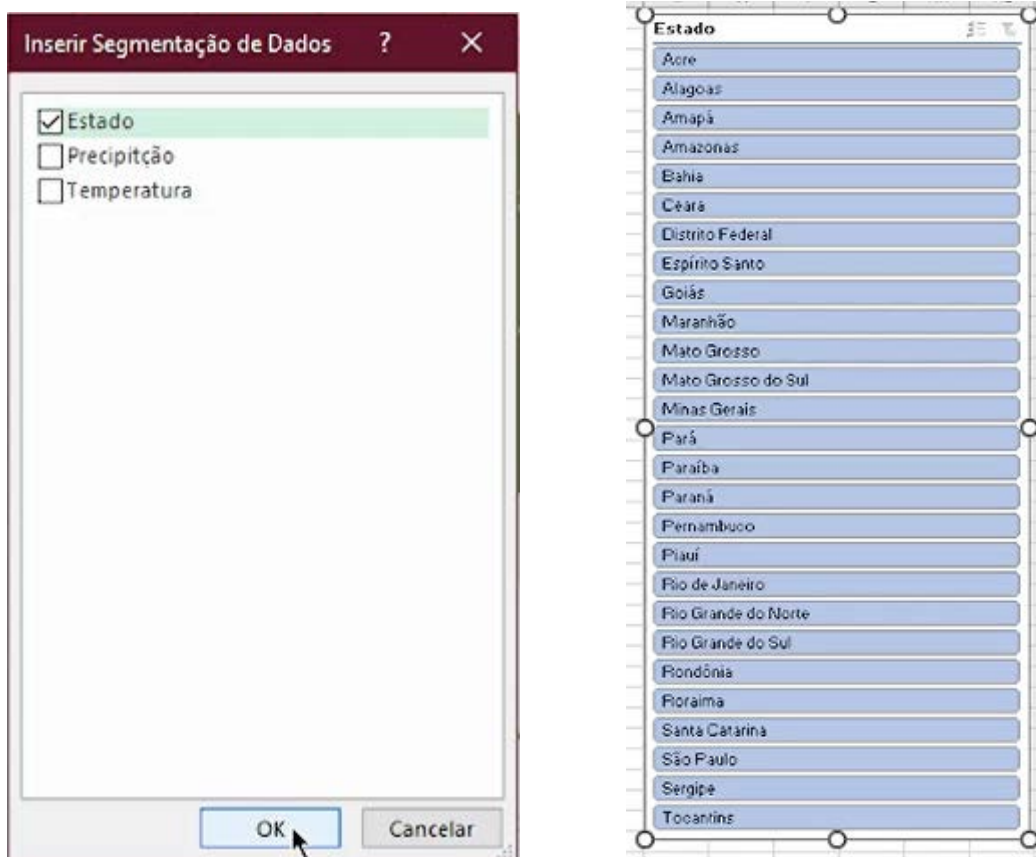 Inserir Segmentação de Dados ? ×
Estado
Precipitção
Temperatura
OK
Cancelar
Estado
Acre
Alagoas
Amapá
Amazonas
Bahia
Ceará
Distrito Federal
Espírito Santo
Goiás
Maranhão
Mato Grosso
Mato Grosso do Sul
Minas Gerais
Pará
Paraíba
Paraná
Pernambuco
Piauí
Rio de Janeiro
Rio Grande do Norte
Rio Grande do Sul
Rondônia
Roraima
Santa Catarina
São Paulo
Sergipe
Tocantins